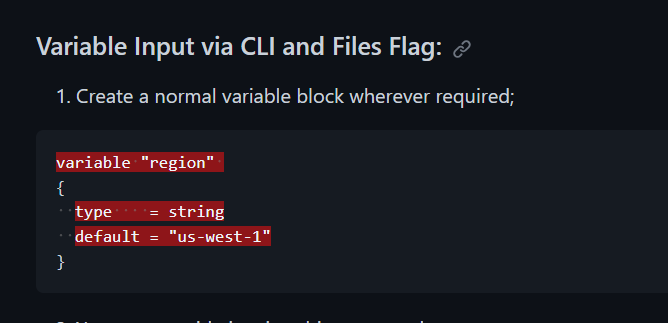 Variable Input via CLI and Files Flag:
1. Create a normal variable block wherever required;
variable "region"
{
  type    = string
  default = "us-west-1"
}